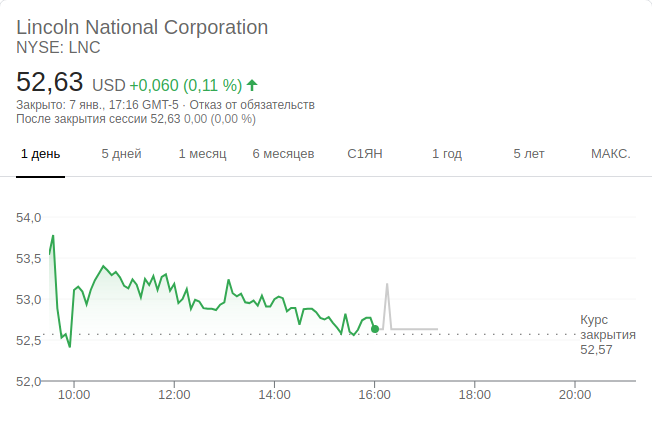 Lincoln National Corporation
NYSE: LNC
52,63 USD +0,060 (0,11 %)
Закрыто: 7 янв., 17:16 GMT-5 · Отказ от обязательств
После закрытия сессии 52,63 0,00 (0,00 %)
1 день 5 дней 1 месяц 6 месяцев С1ЯН 1 год 5 лет МАКС.
54,0
53,5
53,0
Курс
закрытия
52,5
52,57
52,0
10:00 12:00 14:00 16:00 18:00 20:00